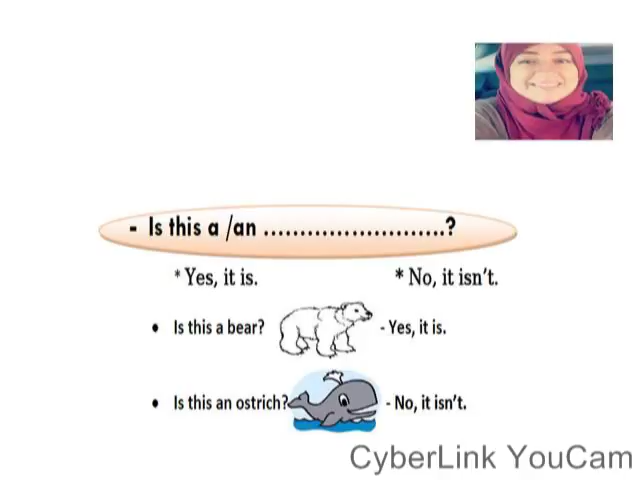 - Is this a /an ............................?
* Yes, it is. * No, it isn't.
• Is this a bear? - Yes, it is.
• Is this an ostrich? - No, it isn't.
CyberLink YouCam